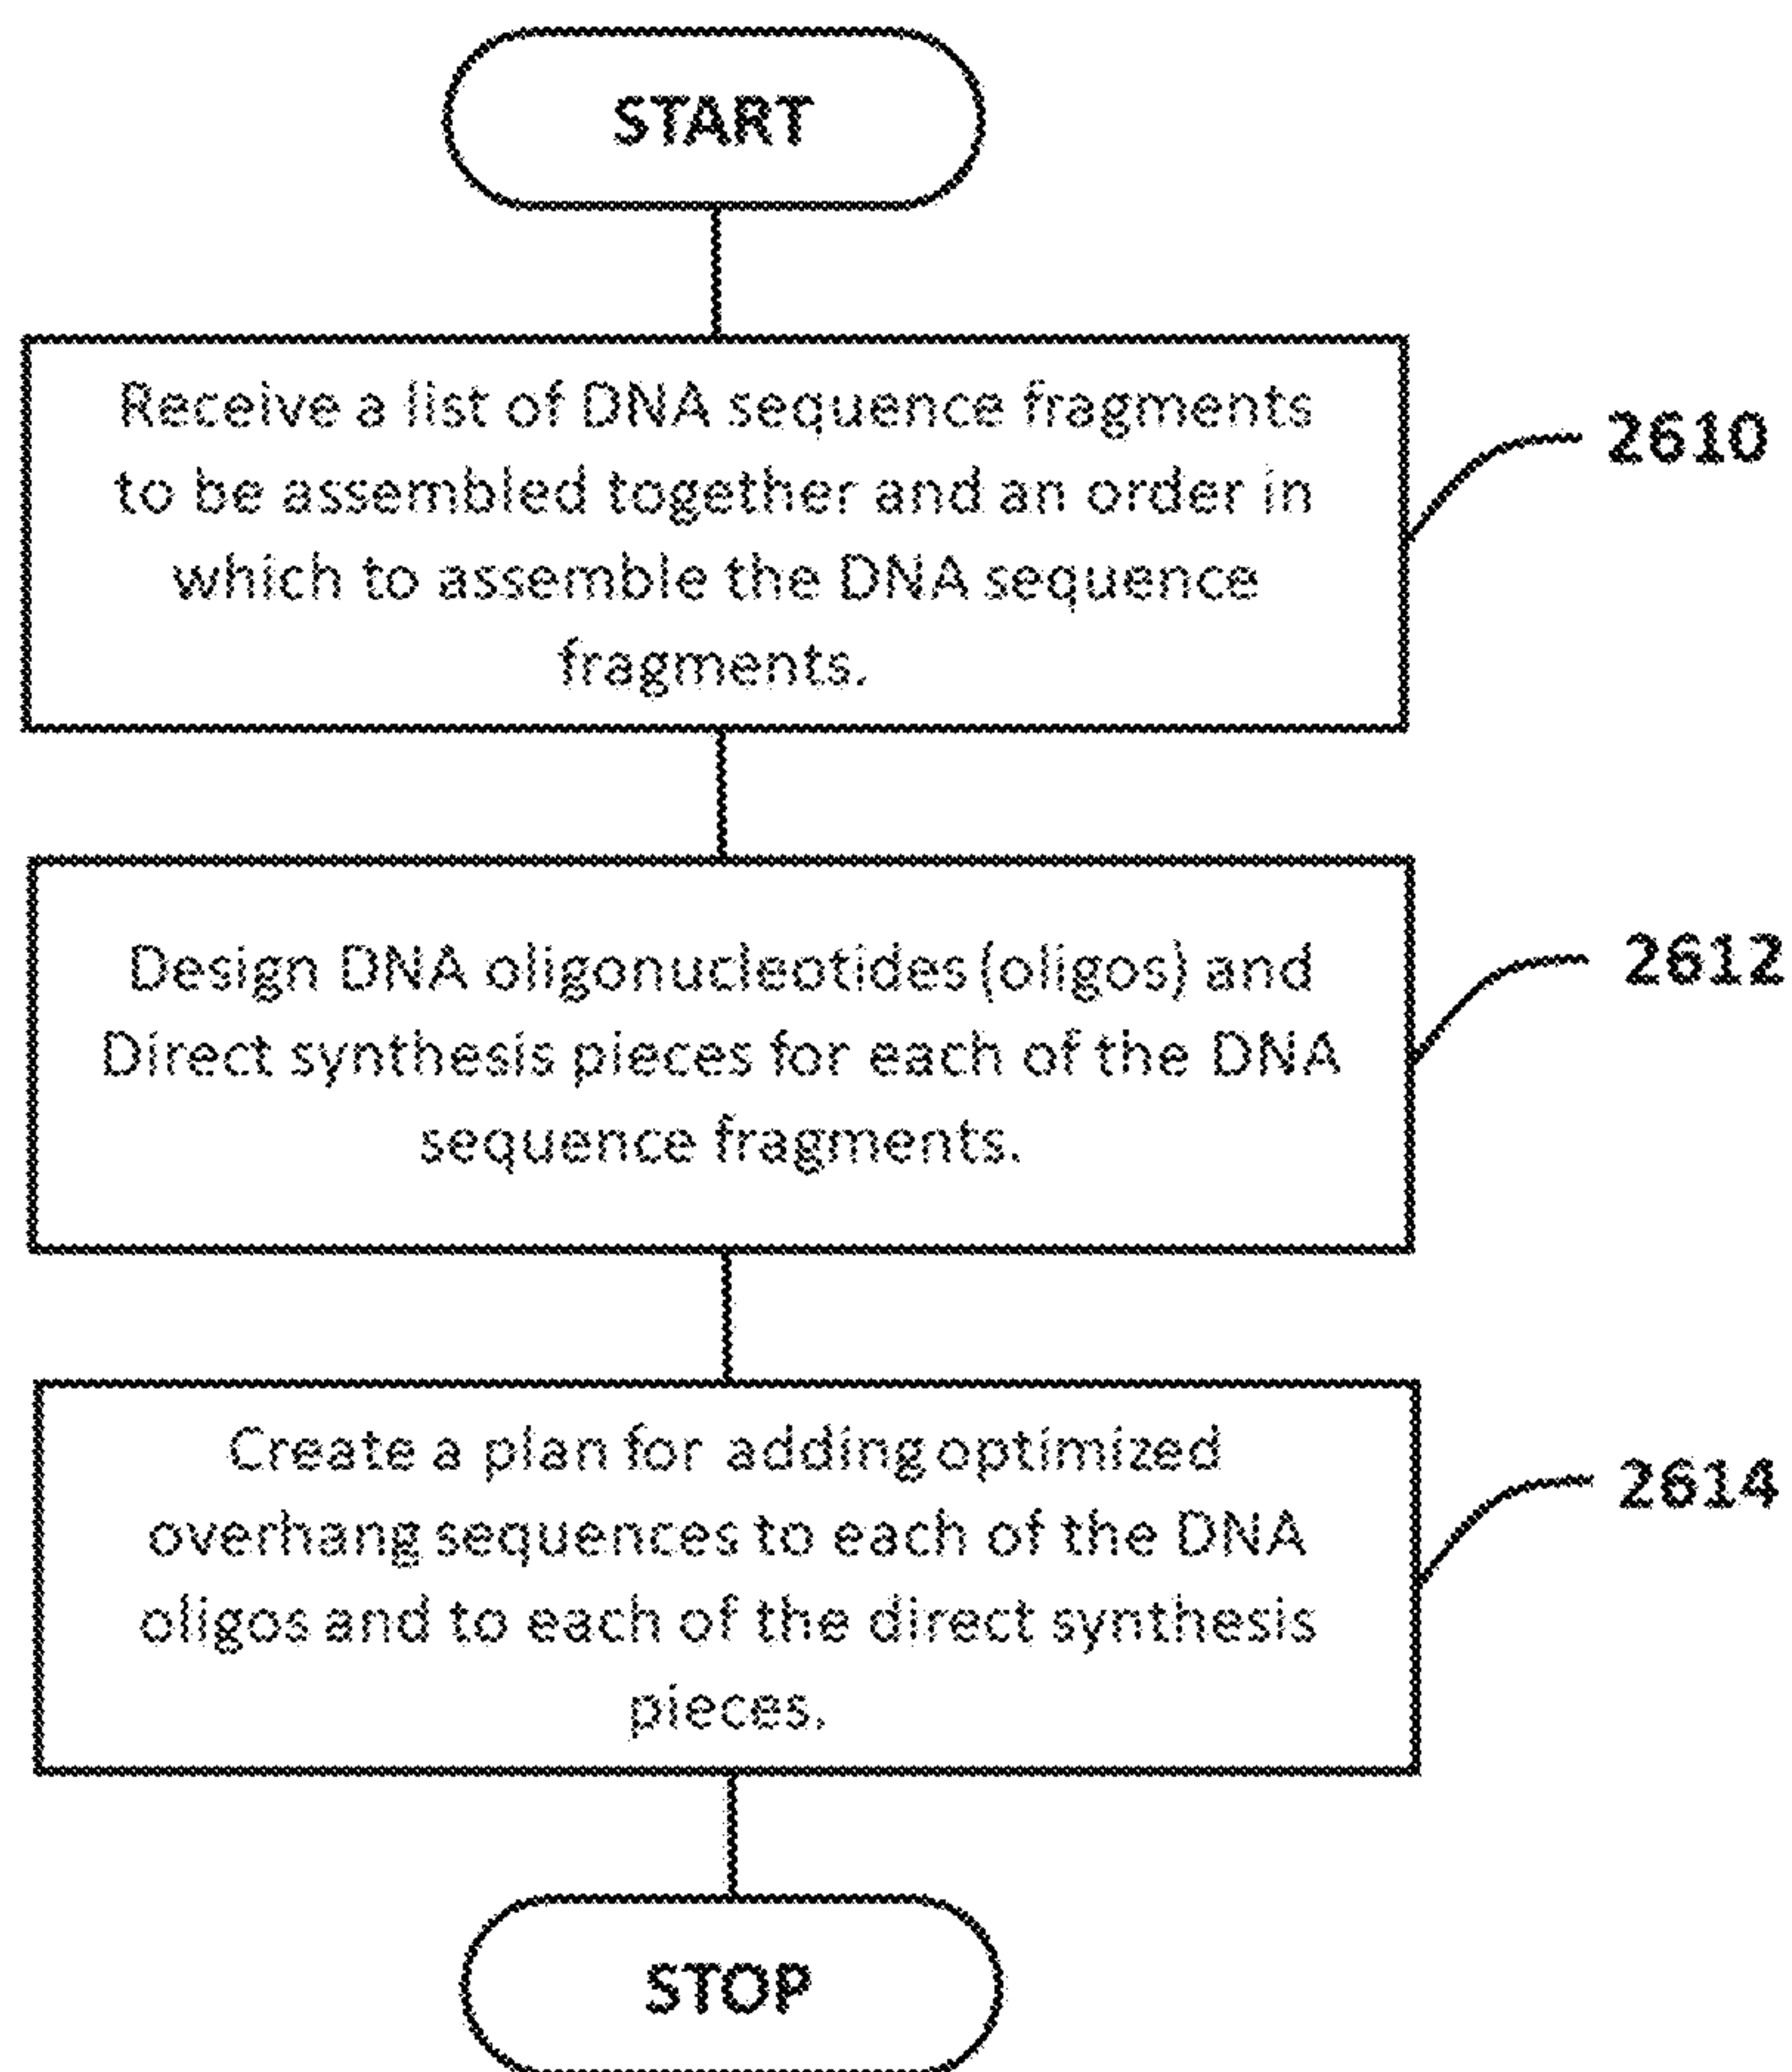 START
Receive a list of DNA sequence fragments
to be assembled together and an order in
which to assemble the DNA sequence
fragments.
2610
Design DNA oligonucleotides (oligos) and
Direct synthesis pieces for each of the DNA
sequence fragments.
2612
Create a plan for adding optimized
overhang sequences to each of the DNA
oligos and to each of the direct synthesis
pieces.
2614
STOP